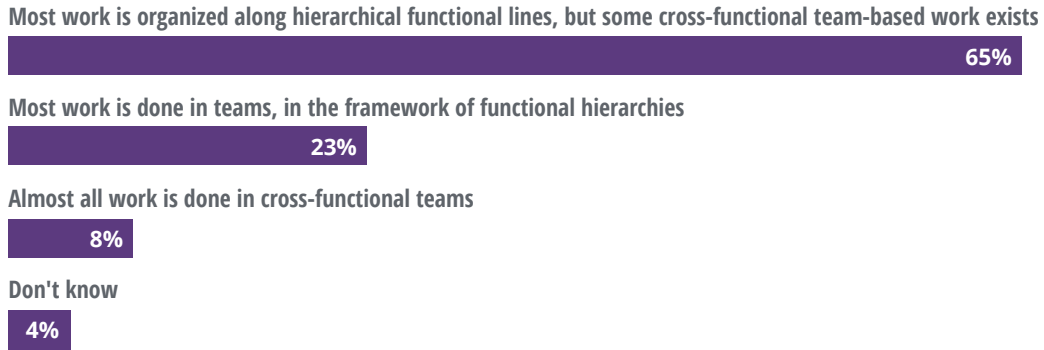 Most work is organized along hierarchical functional lines, but some cross-functional team-based work exists
65%
Most work is done in teams, in the framework of functional hierarchies
23%
Almost all work is done in cross-functional teams
8%
Don't know
4%